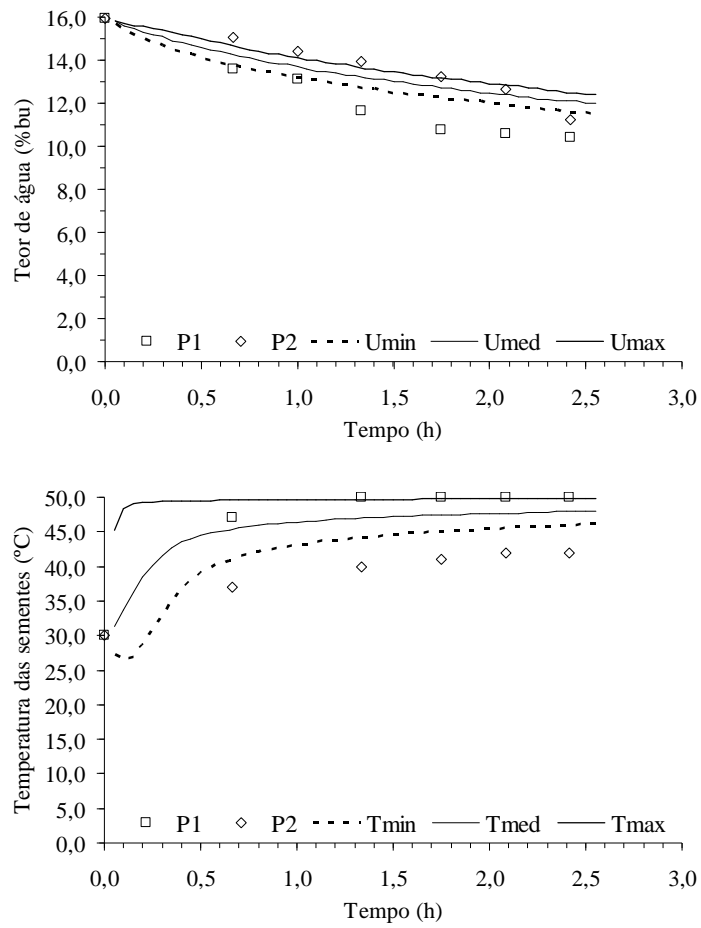 16,0
14,0
12,0
10,0
8,0
6,0
4,0
2,0
0,0
Teor de água (%bu)
P1 P2 Umin Umed Umax
0,0 0,5 1,0 1,5 2,0 2,5 3,0
Tempo (h)
50,0
45,0
40,0
35,0
30,0
25,0
20,0
15,0
10,0
5,0
0,0
Temperatura das sementes (ºC)
P1 P2 Tmin Tmed Tmax
0,0 0,5 1,0 1,5 2,0 2,5 3,0
Tempo (h)